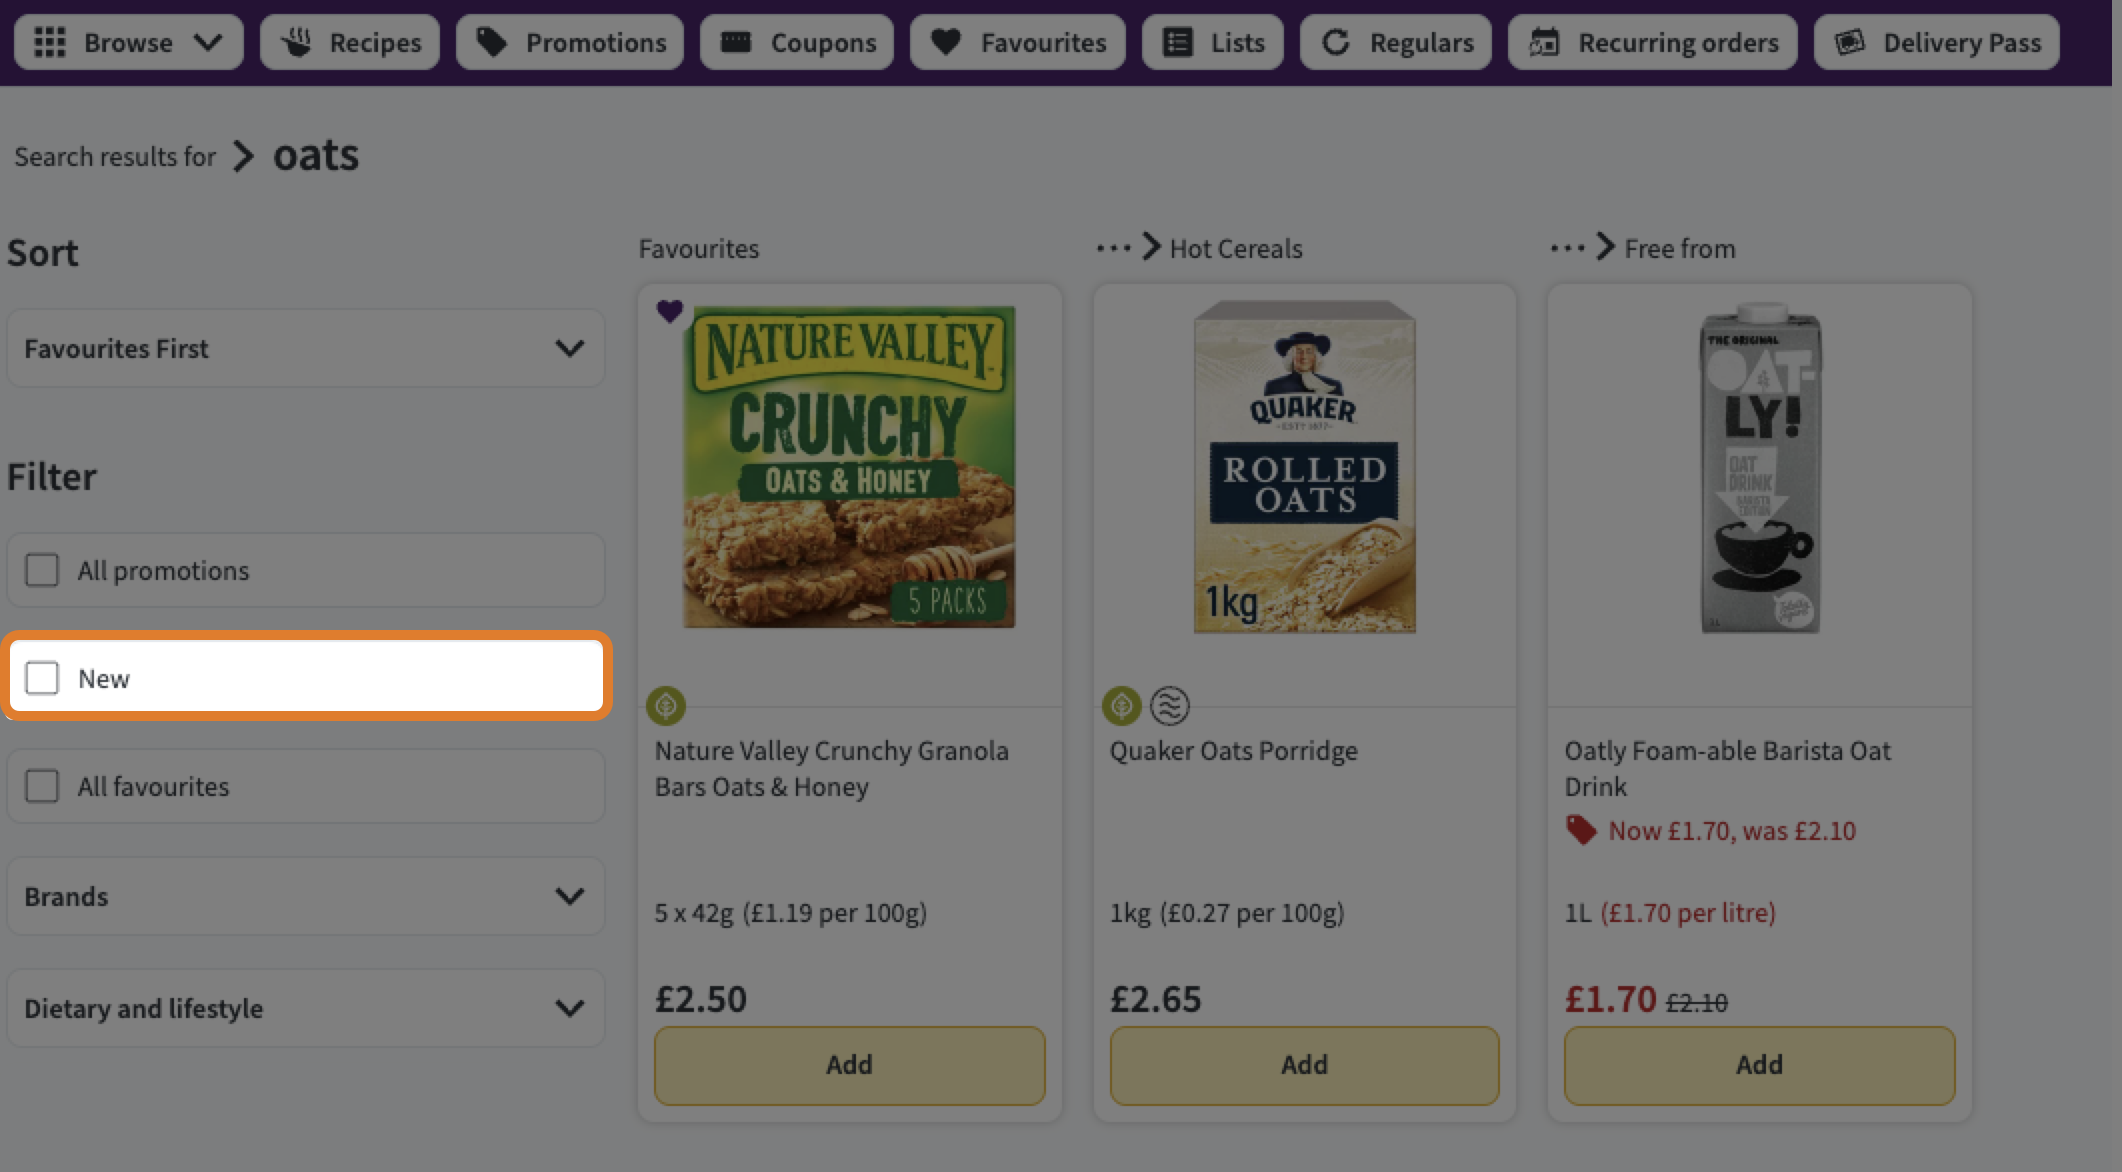 Browse
Recipes
Promotions
Coupons
Favourites
Lists
Regulars
Recurring orders
Delivery Pass
Search results for
oats
Sort
Favourites First
Filter
All promotions
New
All favourites
Brands
Dietary and lifestyle
Favourites
NATURE VALLEY
CRUNCHY
OATS & HONEY
5 PACKS
Nature Valley Crunchy Granola
Bars Oats & Honey
5 x 42g (£1.19 per 100g)
£2.50
Add
... Hot Cereals
QUAKER
ESTD 1877
ROLLED
OATS
1kg
Quaker Oats Porridge
1kg (£0.27 per 100g)
£2.65
Add
... Free from
THE ORIGINAL
OAT-
LY!
OAT
DRINK
BARISTA
EDITION
1L
Oatly Foam-able Barista Oat
Drink
Now £1.70, was £2.10
1L (£1.70 per litre)
£1.70 £2.10
Add